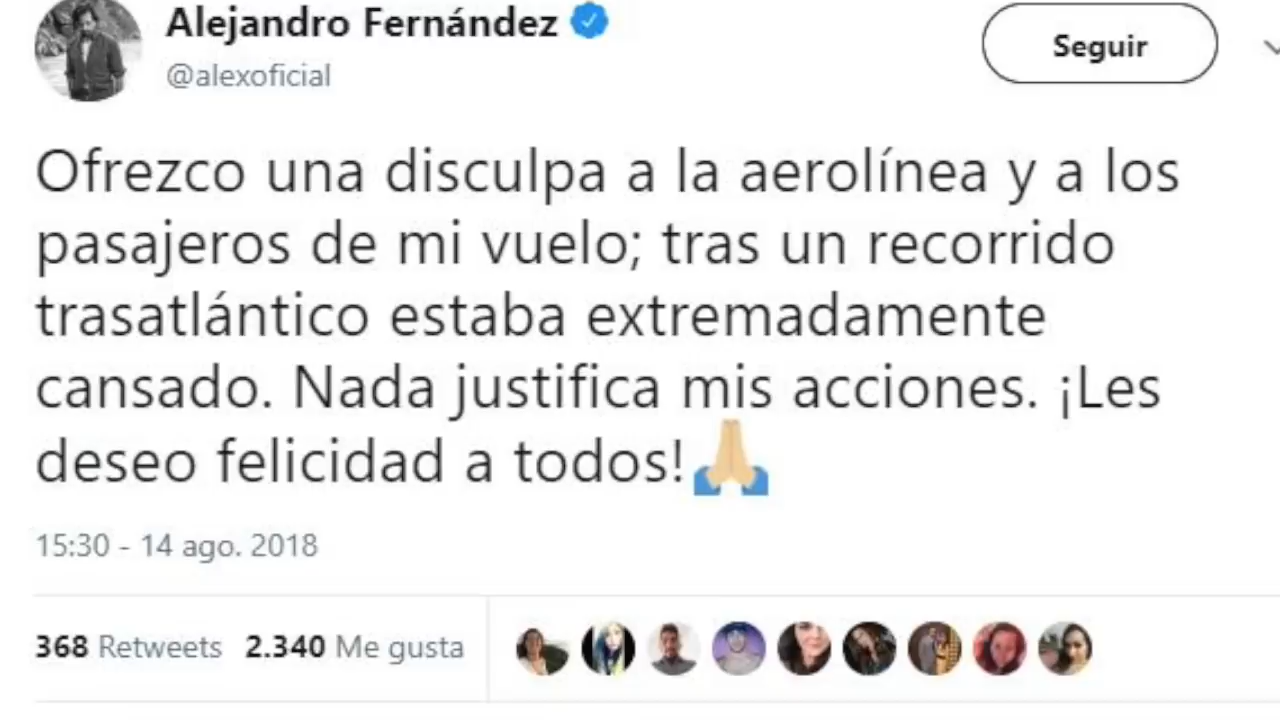 Alejandro Fernández
@alexoficial
Seguir
Ofrezco una disculpa a la aerolínea y a los
pasajeros de mi vuelo; tras un recorrido
trasatlántico estaba extremadamente
cansado. Nada justifica mis acciones. ¡Les
deseo felicidad a todos!🙏🏼
15:30 - 14 ago. 2018
368 Retweets 2.340 Me gusta